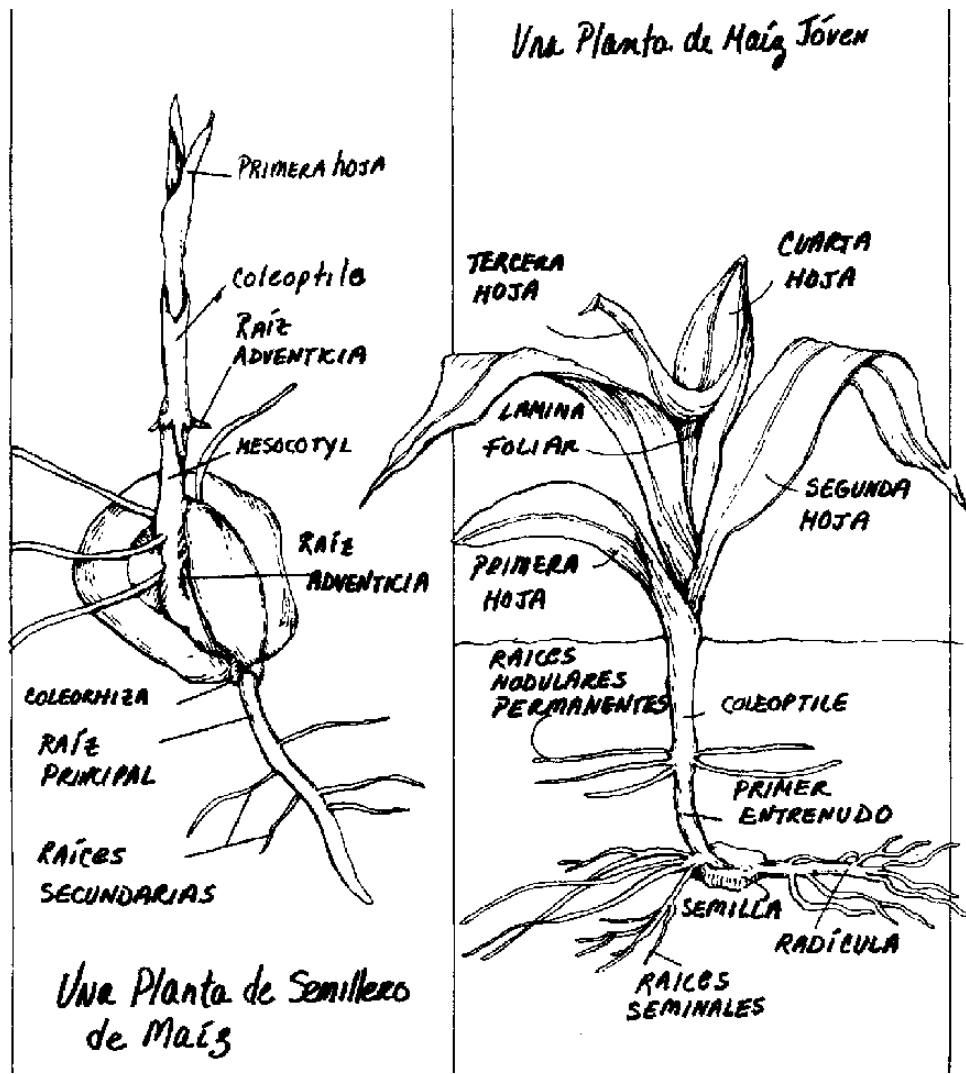 PRIMERA hOJA
Coleoptile
RAÍZ
ADVENTICIA
MESOCOTYL
RAÍZ
ADVENTICIA
COLEORHIZA
RAÍZ
PRINCIPAL
RAÍCES
SECUNDARIAS
Una Planta de Semillero
de Maíz
Una Planta de Maíz Jóven
TERCERA
HOJA
CUARTA
HOJA
LAMINA
FOLIAR
SEGUNDA
HOJA
PRIMERA
HOJA
RAICES
NODULARES
PERMANENTES
COLEOPTILE
PRIMER
ENTRENUDO
SEMILLA
RADÍCULA
RAICES
SEMINALES